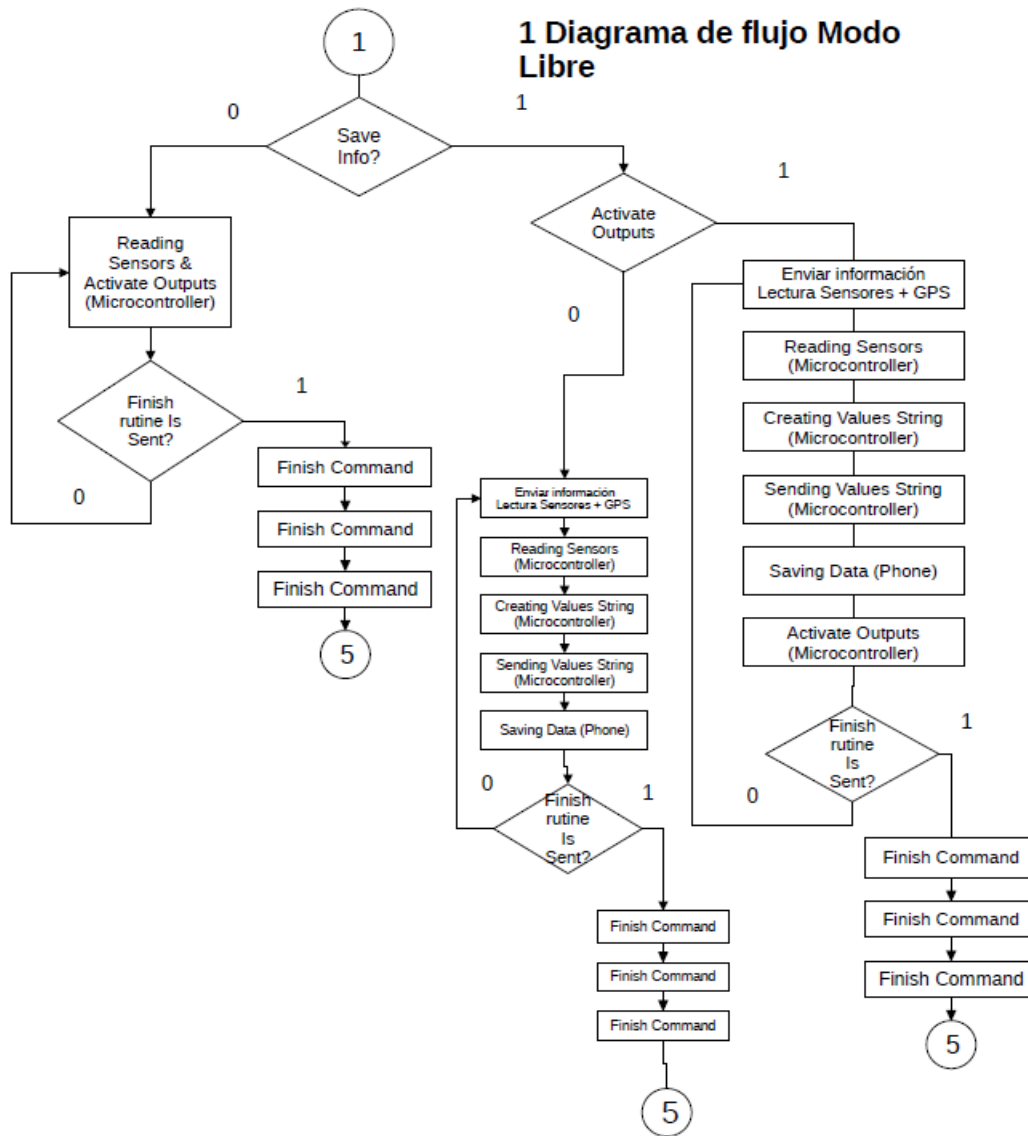 1 Diagrama de flujo Modo
Libre
1
0
1
Save
Info?
Reading
Sensors &
Activate Outputs
(Microcontroller)
Finish
rutine Is
Sent?
1
0
Finish Command
Finish Command
Finish Command
5
Activate
Outputs
1
0
Enviar información
Lectura Sensores + GPS
Reading Sensors
(Microcontroller)
Creating Values String
(Microcontroller)
Sending Values String
(Microcontroller)
Saving Data (Phone)
0
1
Finish
rutine
Is
Sent?
Finish Command
Finish Command
Finish Command
5
Enviar información
Lectura Sensores + GPS
Reading Sensors
(Microcontroller)
Creating Values String
(Microcontroller)
Sending Values String
(Microcontroller)
Saving Data (Phone)
Activate Outputs
(Microcontroller)
Finish
rutine
Is
Sent?
1
0
Finish Command
Finish Command
Finish Command
5